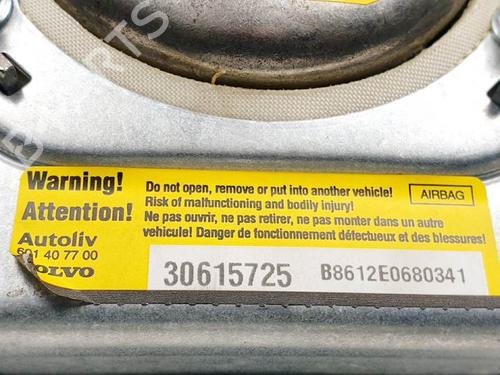 Warning!
Attention!
Do not open, remove or put into another vehicle!
Risk of malfunctioning and bodily injury!
Ne pas ouvrir, ne pas retirer, ne pas monter dans un autre
vehicule! Danger de fonctionnement défectueux et des blessures!
AIRBAG
Autoliv
601 40 77 00
VOLVO
30615725
B8612E0680341